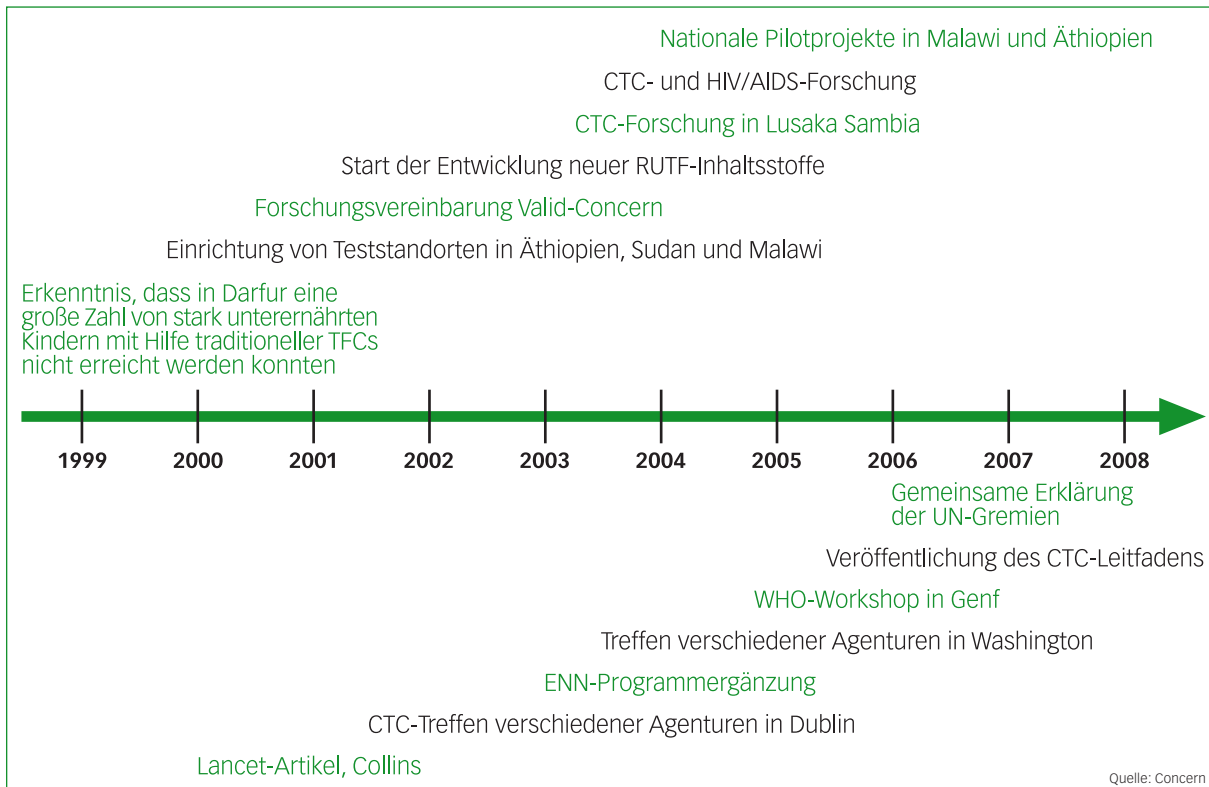 Nationale Pilotprojekte in Malawi und Äthiopien
CTC- und HIV/AIDS-Forschung
CTC-Forschung in Lusaka Sambia
Start der Entwicklung neuer RUTF-Inhaltsstoffe
Forschungsvereinbarung Valid-Concern
Einrichtung von Teststandorten in Äthiopien, Sudan und Malawi
Erkenntnis, dass in Darfur eine
große Zahl von stark unterernährten
Kindern mit Hilfe traditioneller TFCs
nicht erreicht werden konnten
1999 2000 2001 2002 2003 2004 2005 2006 2007 2008
Gemeinsame Erklärung
der UN-Gremien
Veröffentlichung des CTC-Leitfadens
WHO-Workshop in Genf
Treffen verschiedener Agenturen in Washington
ENN-Programmergänzung
CTC-Treffen verschiedener Agenturen in Dublin
Lancet-Artikel, Collins
Quelle: Concern